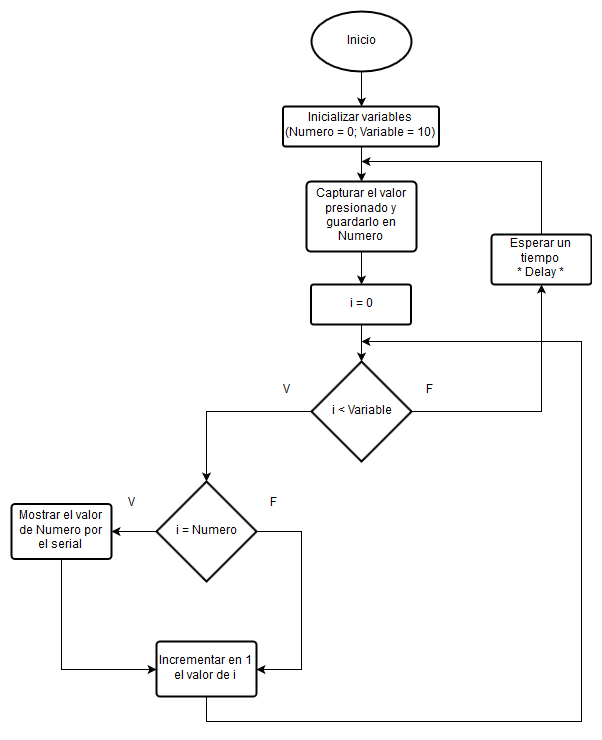 Inicio
Inicializar variables
(Numero = 0; Variable = 10)
Capturar el valor
presionado y
guardarlo en
Numero
Esperar un
tiempo
* Delay *
i = 0
V
F
i < Variable
V
F
Mostrar el valor
de Numero por
el serial
i = Numero
Incrementar en 1
el valor de i